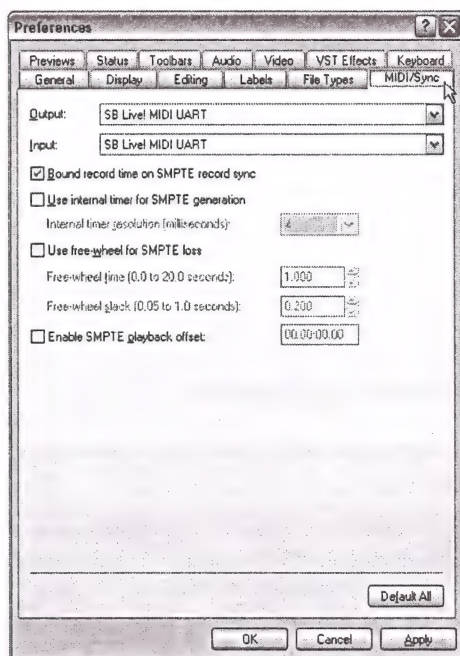 Preferences
Previews Status Toolbars Audio Video VST Effects Keyboard
General Display Editing Labels File Types MIDI/Sync
Output: SB Live! MIDI UART
Input: SB Live! MIDI UART
Bound record time on SMPTE record sync
Use internal timer for SMPTE generation
Internal timer resolution (milliseconds): 4
Use free-wheel for SMPTE loss
Free-wheel time (0.0 to 20.0 seconds): 1.000
Free-wheel slack (0.05 to 1.0 seconds): 0.200
Enable SMPTE playback offset: 00:00:00.00
Default All
OK Cancel Apply